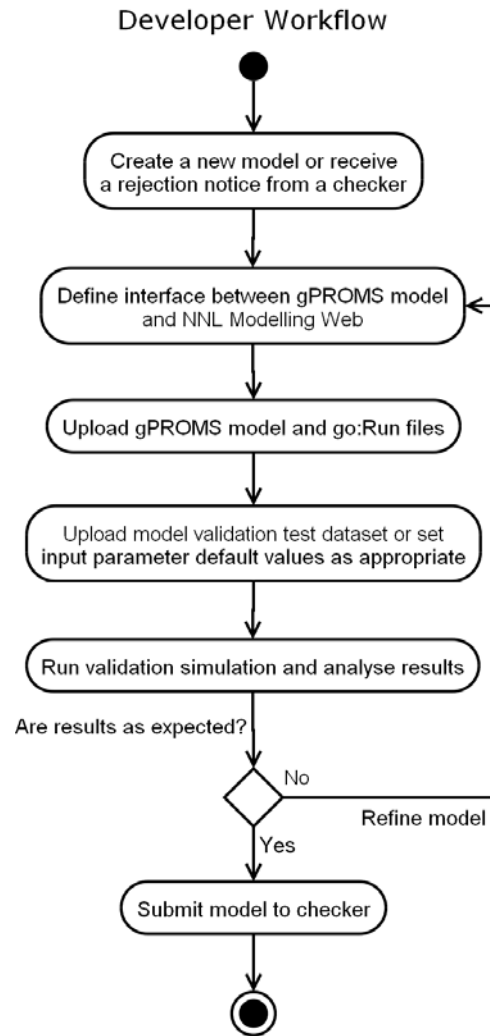 Developer Workflow
Create a new model or receive
a rejection notice from a checker
Define interface between gPROMS model
and NNL Modelling Web
Upload gPROMS model and go:Run files
Upload model validation test dataset or set
input parameter default values as appropriate
Run validation simulation and analyse results
Are results as expected?
No
Refine model
Yes
Submit model to checker